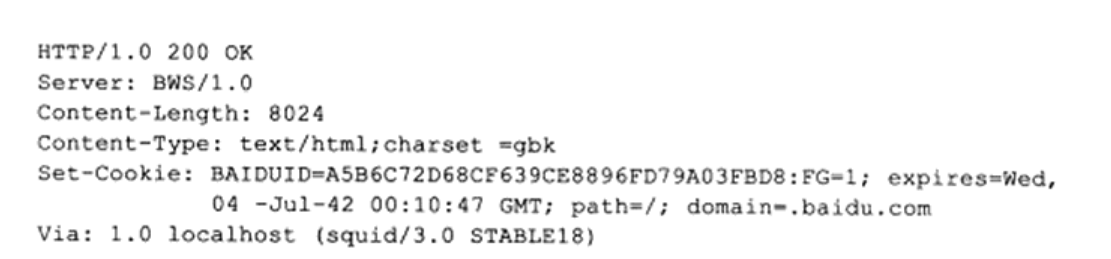 HTTP/1.0 200 OK
Server: BWS/1.0
Content-Length: 8024
Content-Type: text/html;charset =gbk
Set-Cookie: BAIDUID=A5B6C72D68CF639CE8896FD79A03FBD8:FG=1; expires=Wed,
04 -Jul-42 00:10:47 GMT; path=/; domain=.baidu.com
Via: 1.0 localhost (squid/3.0 STABLE18)